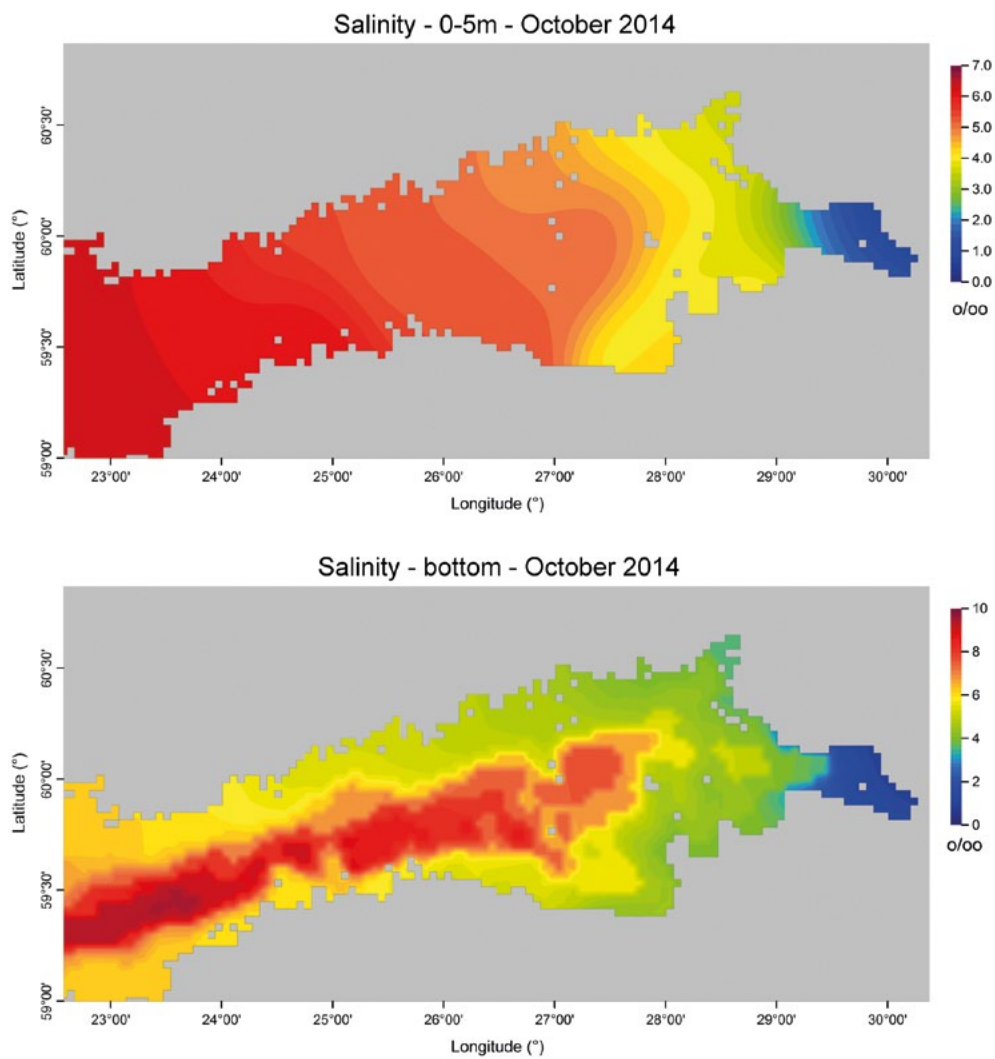 Salinity - 0-5m - October 2014
7.0
6.0
5.0
4.0
3.0
2.0
1.0
0.0
o/oo
60°30'
60°00'
59°30'
59°00'
Latitude (°)
23°00' 24°00' 25°00' 26°00' 27°00' 28°00' 29°00' 30°00'
Longitude (°)
Salinity - bottom - October 2014
10
8
6
4
2
0
o/oo
60°30'
60°00'
59°30'
59°00'
Latitude (°)
23°00' 24°00' 25°00' 26°00' 27°00' 28°00' 29°00' 30°00'
Longitude (°)